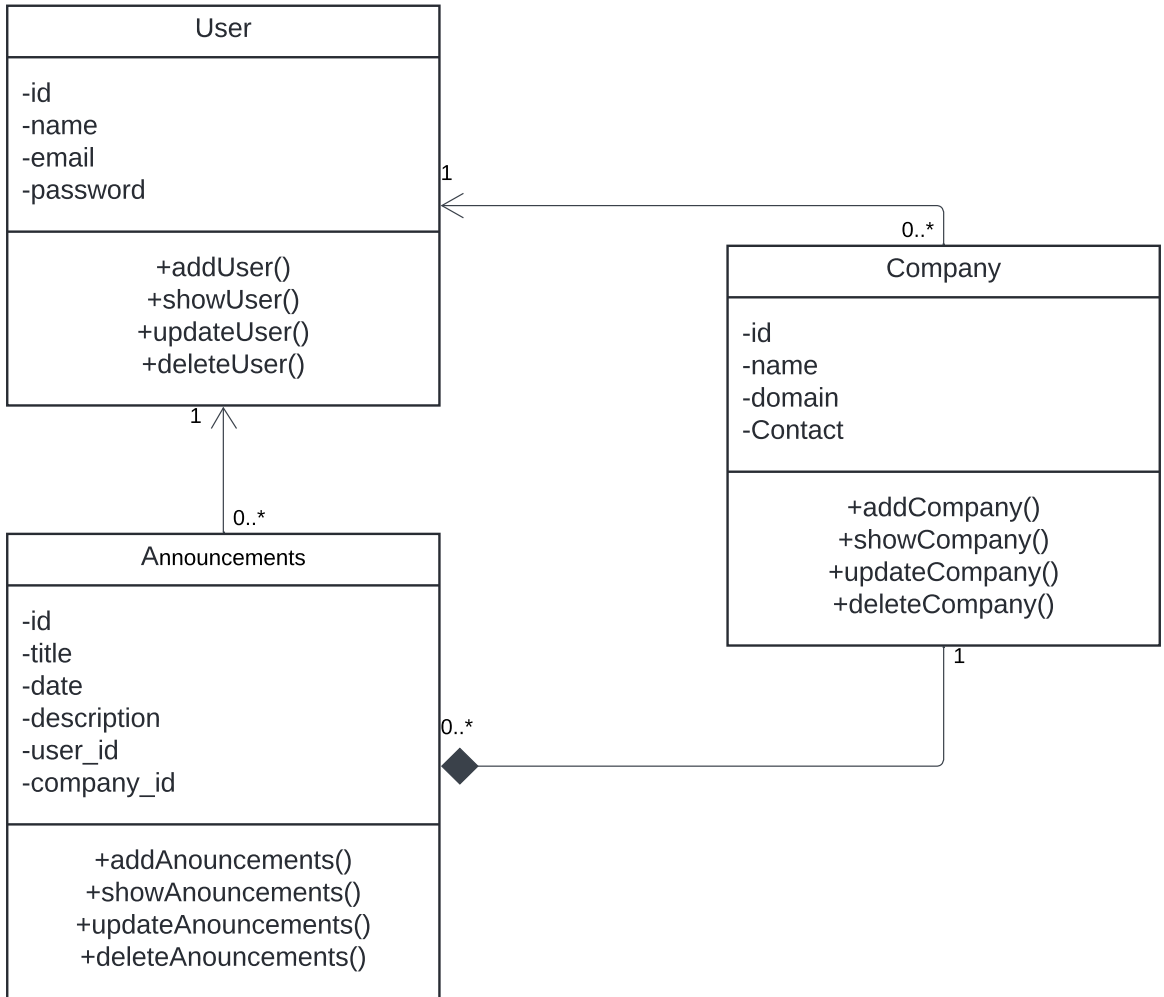 User
-id
-name
-email
-password
+addUser()
+showUser()
+updateUser()
+deleteUser()
1
0..*
Company
-id
-name
-domain
-Contact
+addCompany()
+showCompany()
+updateCompany()
+deleteCompany()
1
1
0..*
Announcements
-id
-title
-date
-description
-user_id
-company_id
+addAnouncements()
+showAnouncements()
+updateAnouncements()
+deleteAnouncements()
0..*